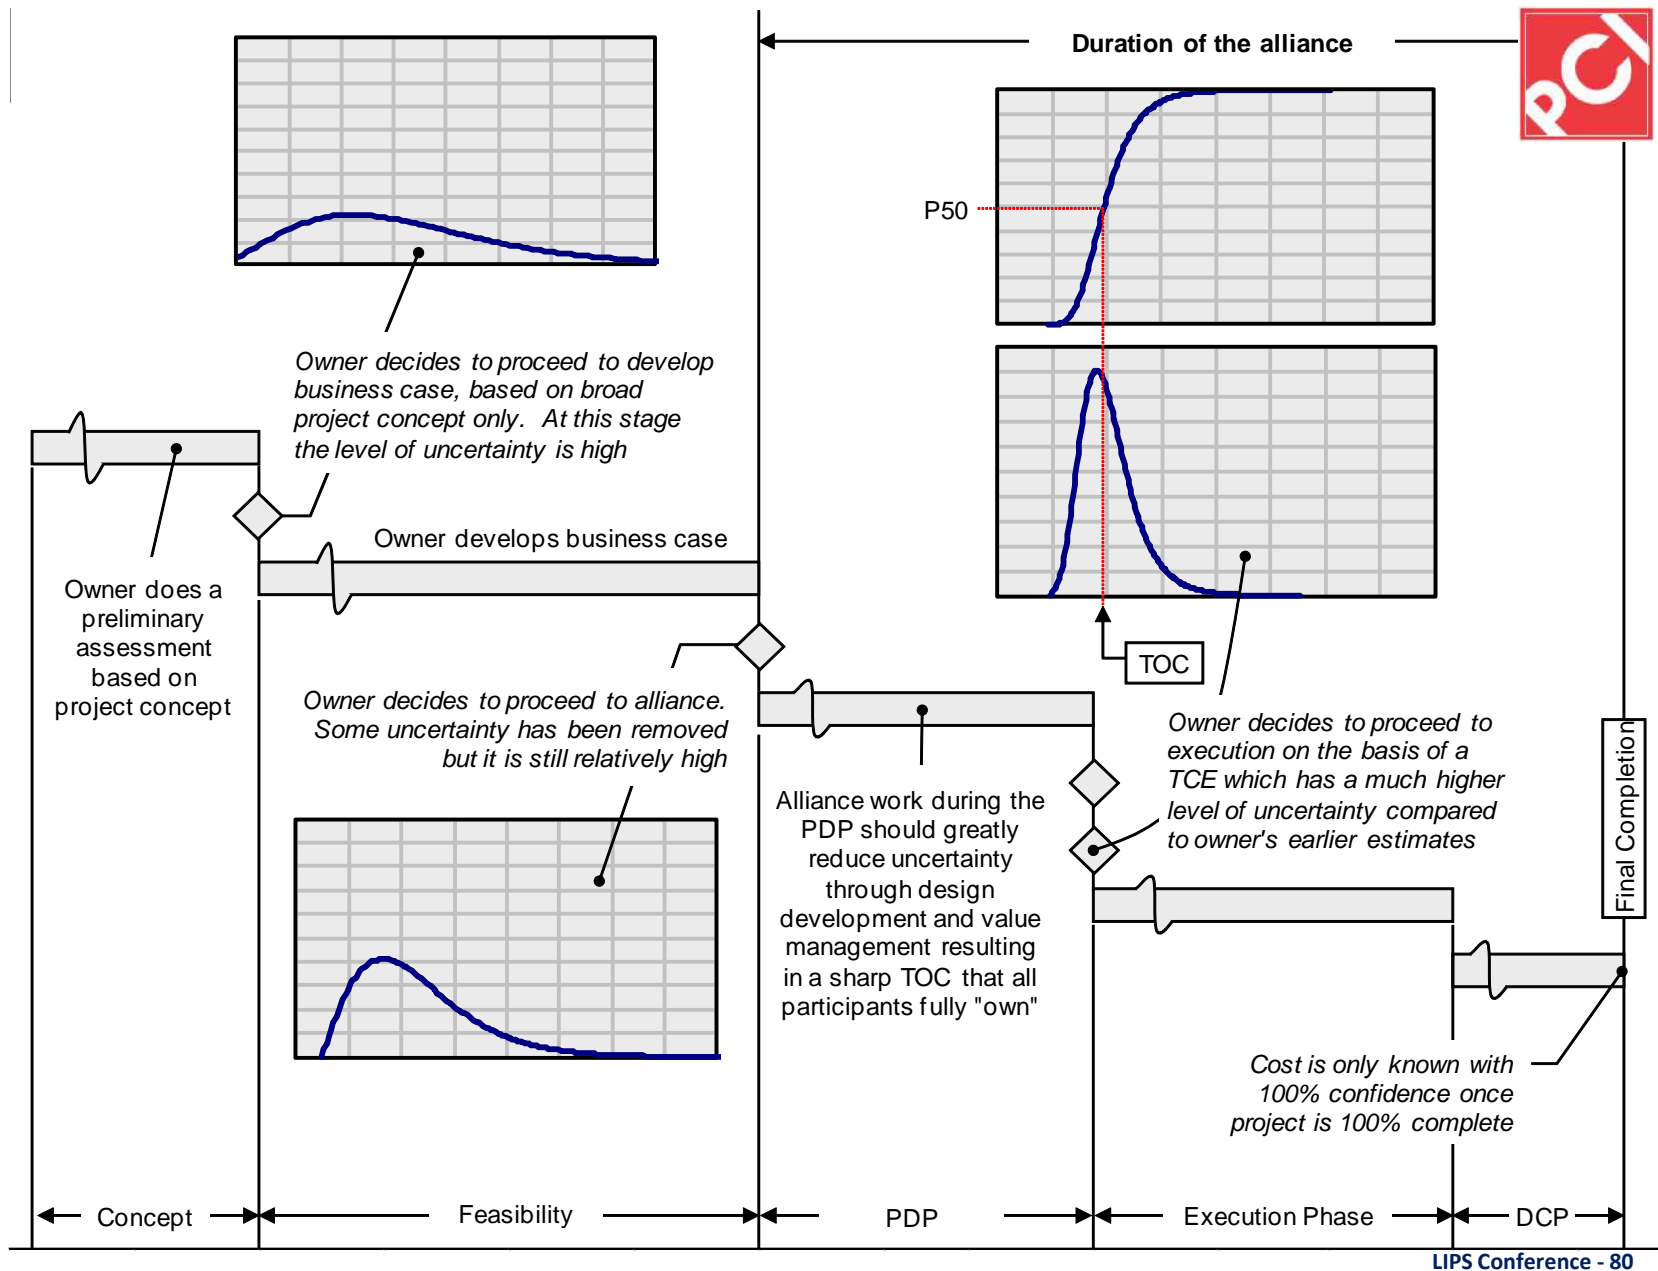 Duration of the alliance
PCI
P50
Owner decides to proceed to develop
business case, based on broad
project concept only. At this stage
the level of uncertainty is high
Owner develops business case
Owner does a
preliminary
assessment
based on
project concept
TOC
Owner decides to proceed to alliance.
Some uncertainty has been removed
but it is still relatively high
Owner decides to proceed to
execution on the basis of a
TCE which has a much higher
level of uncertainty compared
to owner's earlier estimates
Final Completion
Alliance work during the
PDP should greatly
reduce uncertainty
through design
development and value
management resulting
in a sharp TOC that all
participants fully "own"
Cost is only known with
100% confidence once
project is 100% complete
Concept
Feasibility
PDP
Execution Phase
DCP
LIPS Conference - 80